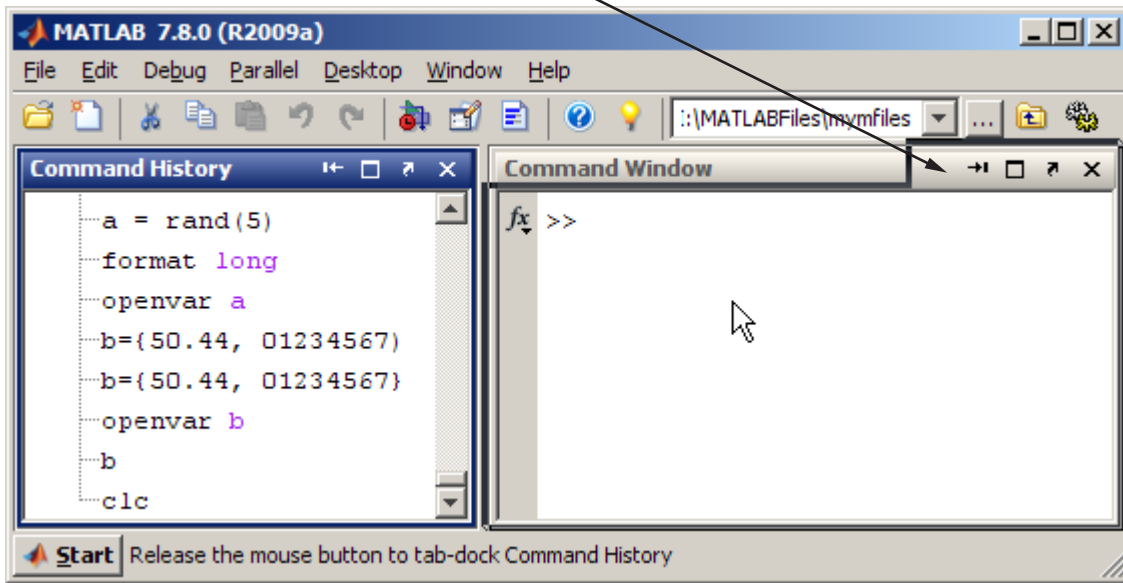 MATLAB 7.8.0 (R2009a)
File Edit Debug Parallel Desktop Window Help
:\MATLABFiles\mymfiles ...
Command History
Command Window
a = rand(5)
format long
openvar a
b={50.44, 01234567)
b={50.44, 01234567}
openvar b
b
clc
fx >>
Start Release the mouse button to tab-dock Command History